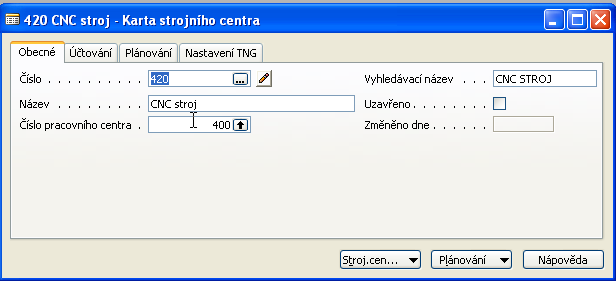 420 CNC stroj - Karta strojního centra
Obecné Účtování Plánování Nastavení TNG
Číslo . . . . . . . . . . 420 ... Vyhledávací název . . . CNC STROJ
Název . . . . . . . . . CNC stroj Uzavřeno . . . . . . . .
Číslo pracovního centra . 400 Změněno dne . . . . . .
Stroj.cen... Plánování Nápověda